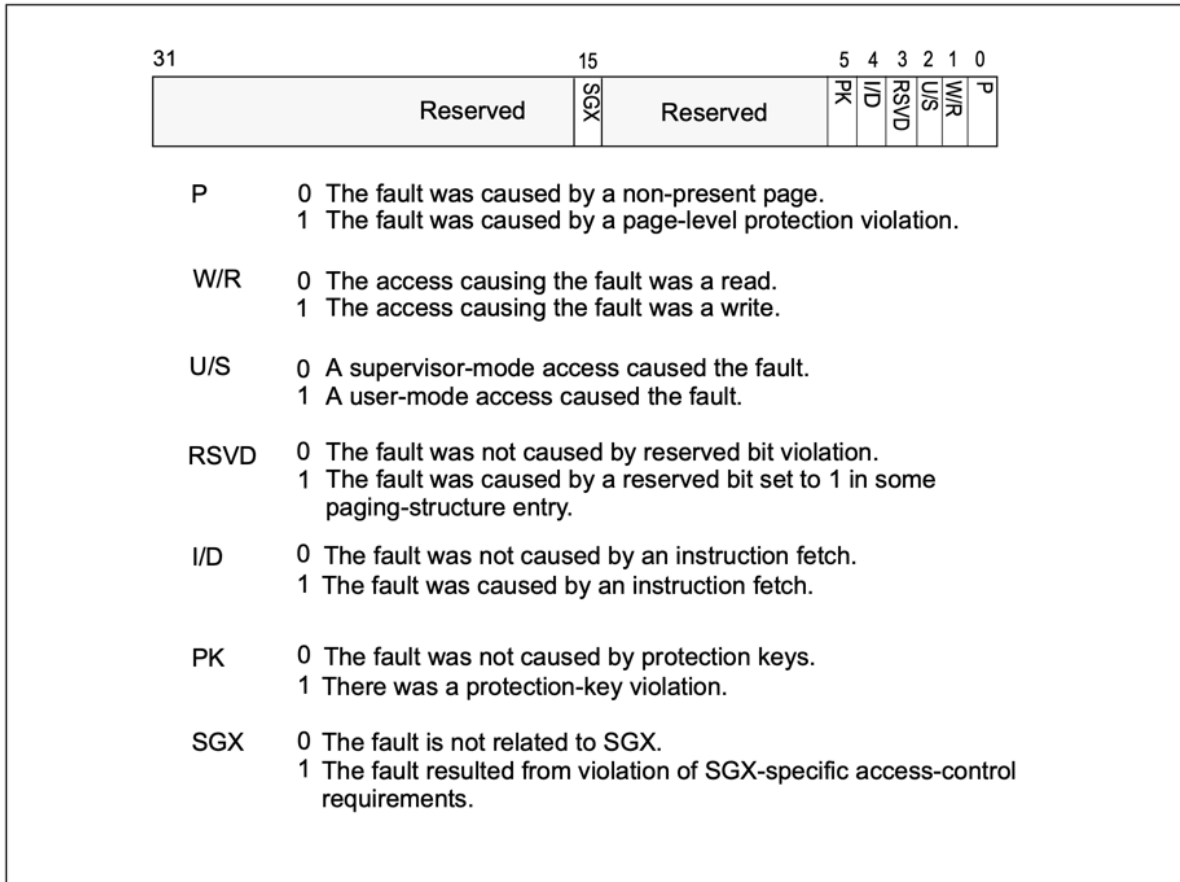 31 15 5 4 3 2 1 0
Reserved SGX Reserved PK I/D RSVD U/S W/R P
P 0 The fault was caused by a non-present page.
1 The fault was caused by a page-level protection violation.
W/R 0 The access causing the fault was a read.
1 The access causing the fault was a write.
U/S 0 A supervisor-mode access caused the fault.
1 A user-mode access caused the fault.
RSVD 0 The fault was not caused by reserved bit violation.
1 The fault was caused by a reserved bit set to 1 in some
paging-structure entry.
I/D 0 The fault was not caused by an instruction fetch.
1 The fault was caused by an instruction fetch.
PK 0 The fault was not caused by protection keys.
1 There was a protection-key violation.
SGX 0 The fault is not related to SGX.
1 The fault resulted from violation of SGX-specific access-control
requirements.